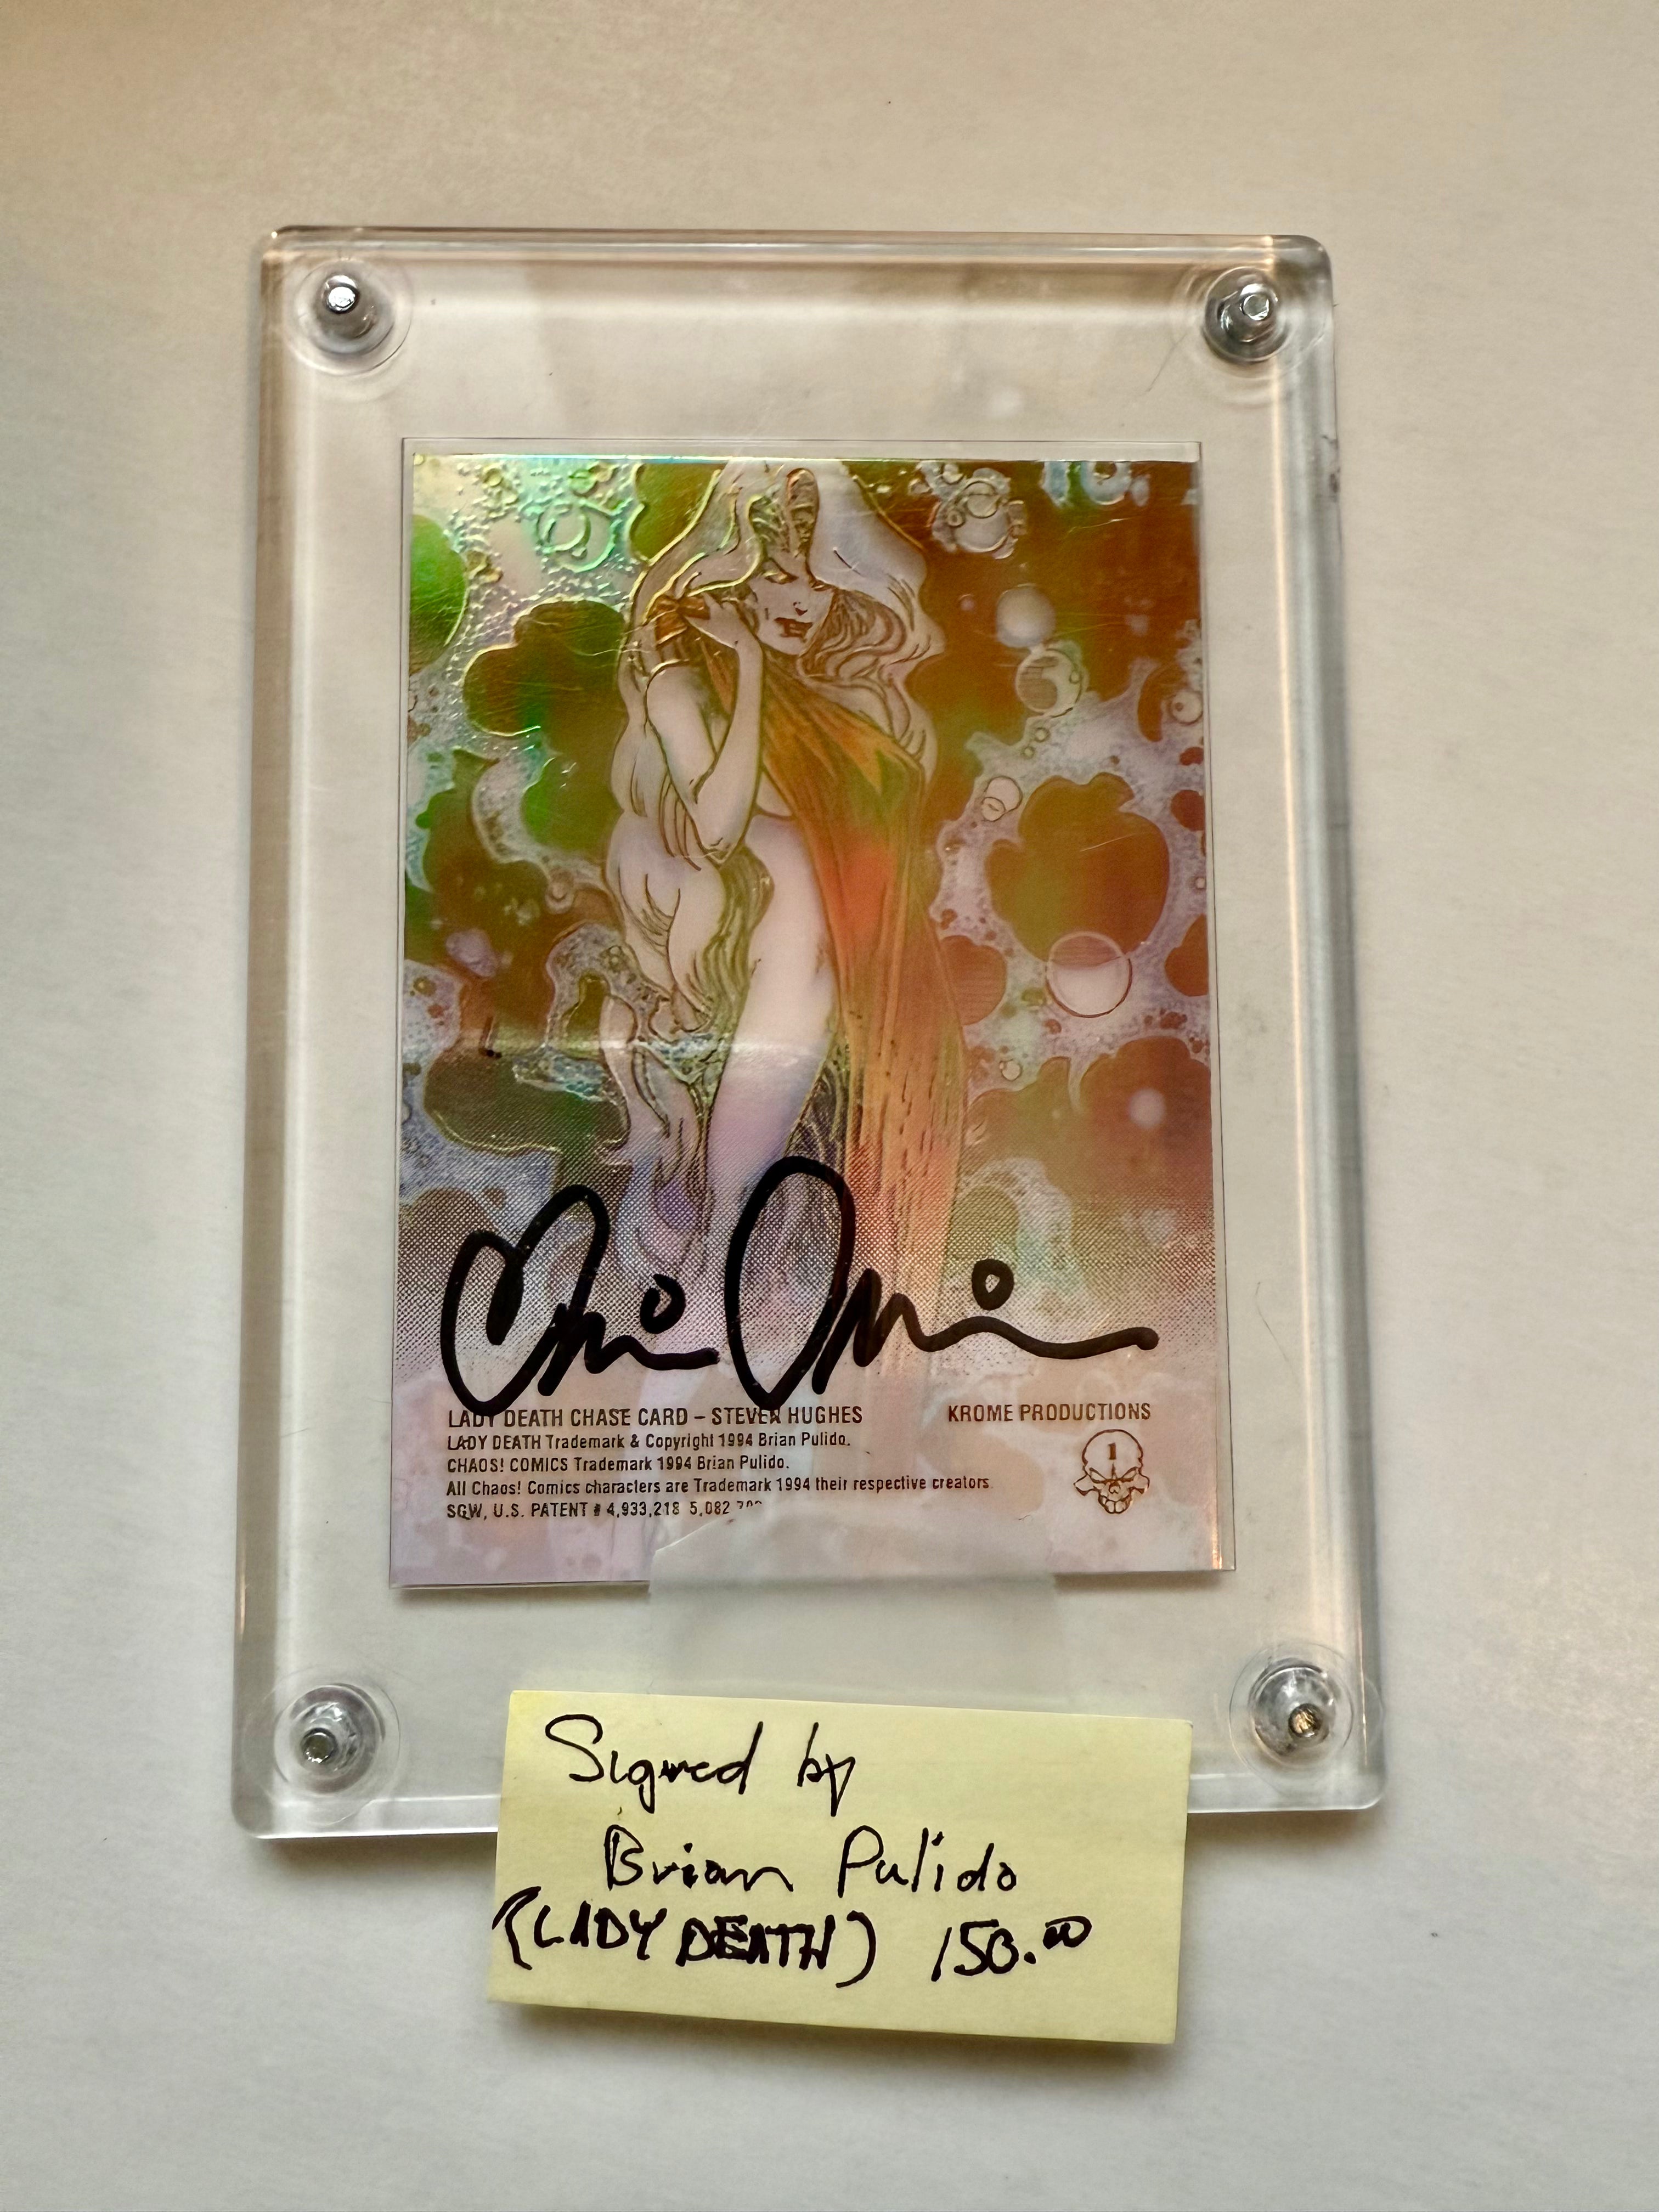 LADY DEATH CHASE CARD – STEVEN HUGHES
KROME PRODUCTIONS
LADY DEATH Trademark & Copyright 1994 Brian Pulido.
CHAOS! COMICS Trademark 1994 Brian Pulido.
All Chaos! Comics characters are Trademark 1994 their respective creators.
SGW, U.S. PATENT # 4,933,218 5,082
1
Signed by
Brian Pulido
(LADY DEATH) 150.00